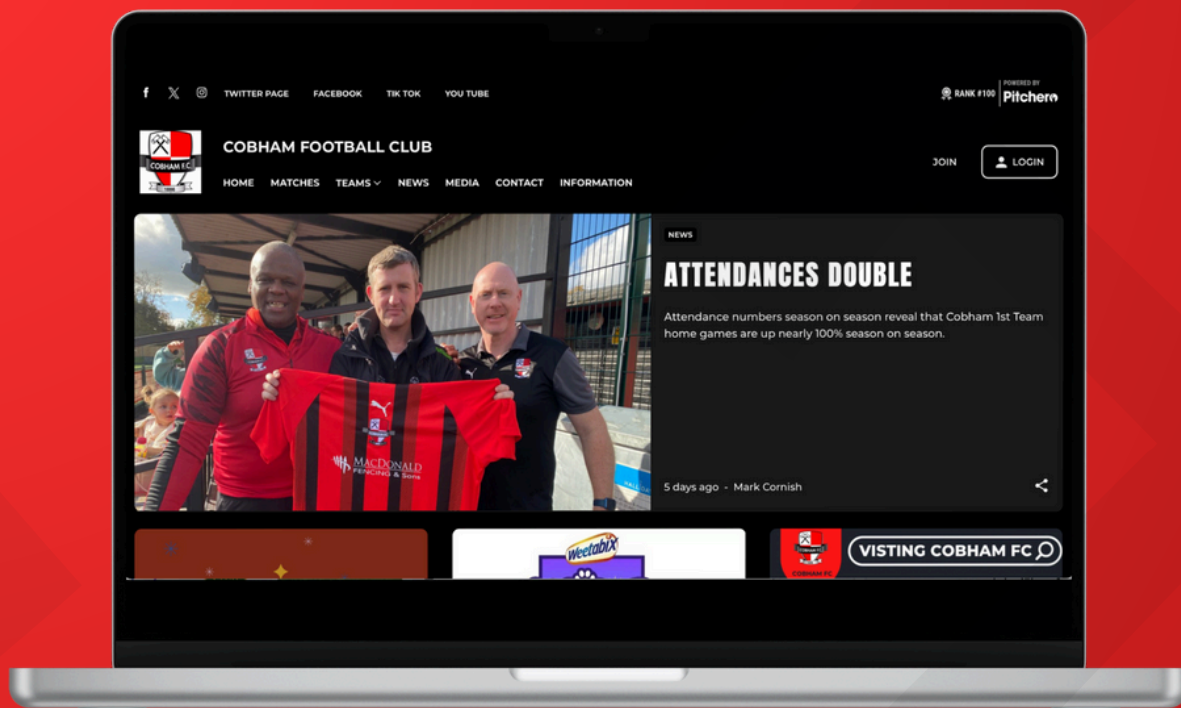 TWITTER PAGE FACEBOOK TIK TOK YOU TUBE
RANK #100
POWERED BY
Pitchero
COBHAM F.C.
COBHAM FOOTBALL CLUB
JOIN
LOGIN
HOME MATCHES TEAMS NEWS MEDIA CONTACT INFORMATION
NEWS
ATTENDANCES DOUBLE
Attendance numbers season on season reveal that Cobham 1st Team
home games are up nearly 100% season on season.
MACDONALD
FENCING & Sons
5 days ago - Mark Cornish
Weetabix
COBHAM FC
VISTING COBHAM FC